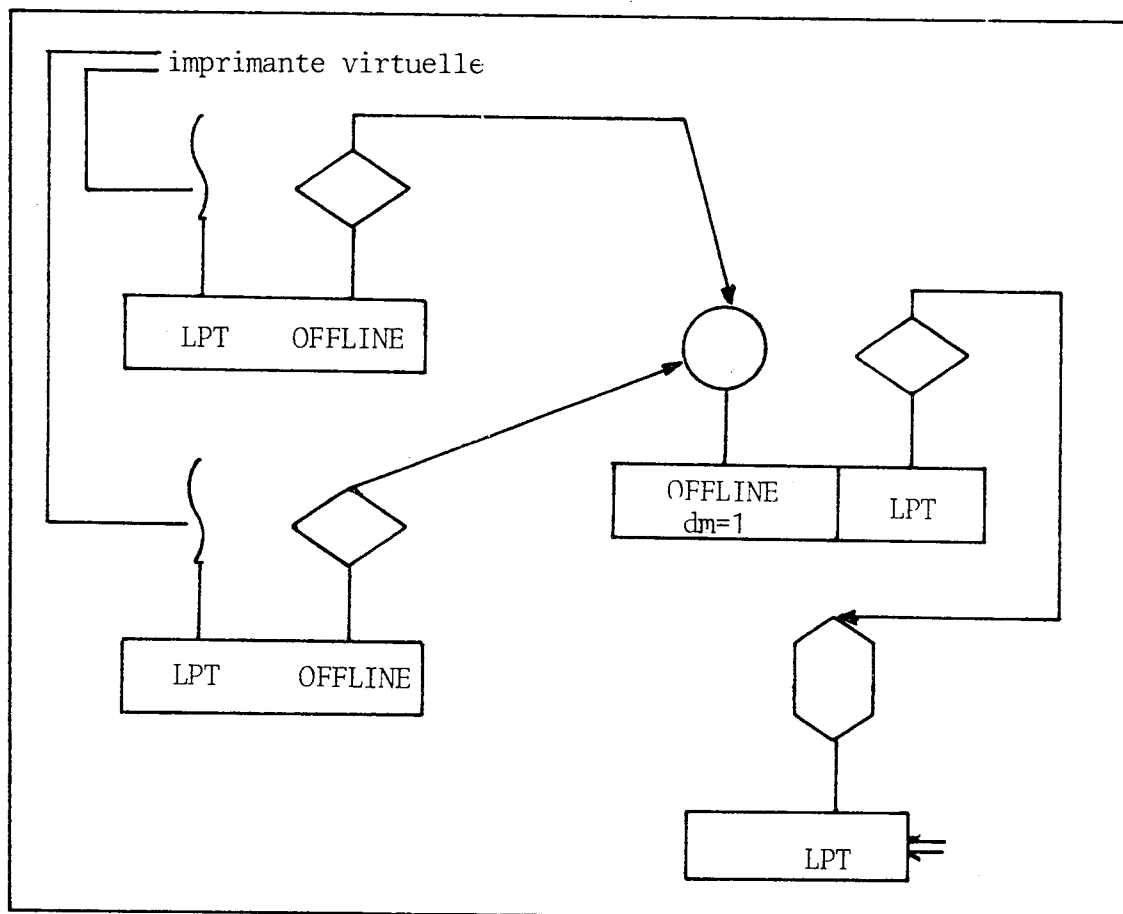 imprimante virtuelle
LPT OFFLINE
OFFLINE
dm=1
LPT
LPT OFFLINE
LPT